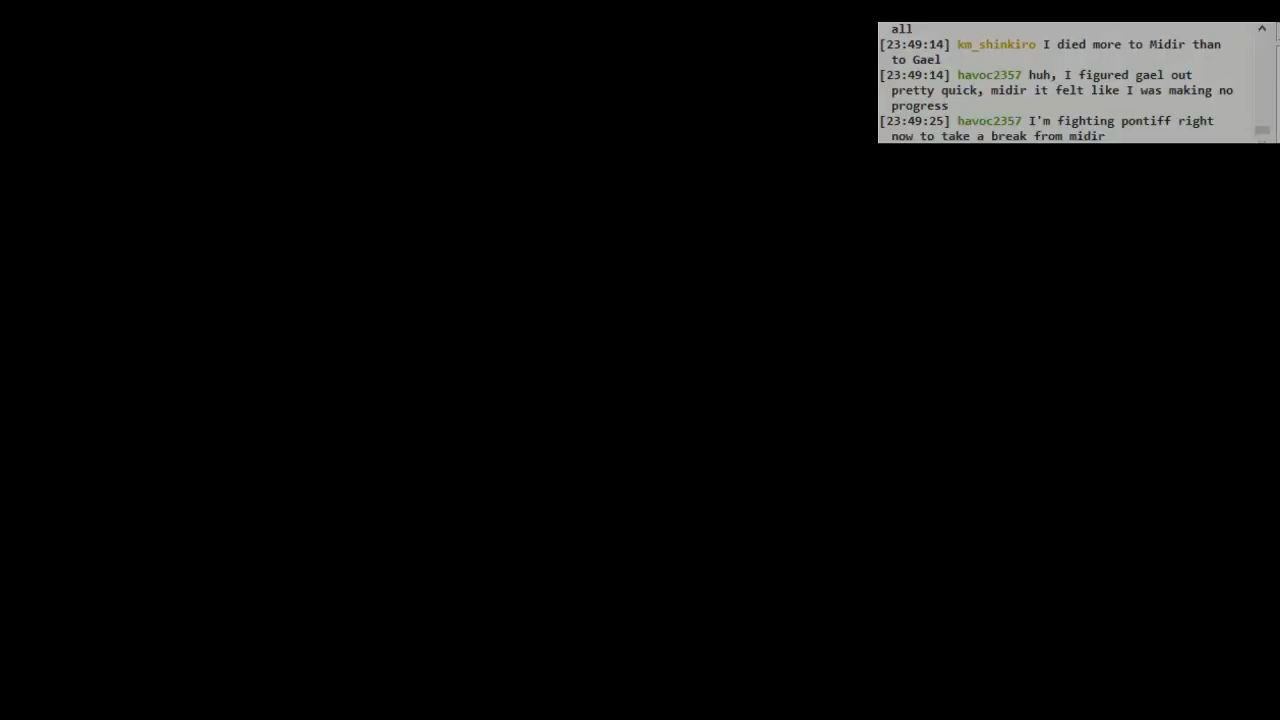 all
[23:49:14] km_shinkiro I died more to Midir than
to Gael
[23:49:14] havoc2357 huh, I figured gael out
pretty quick, midir it felt like I was making no
progress
[23:49:25] havoc2357 I'm fighting pontiff right
now to take a break from midir